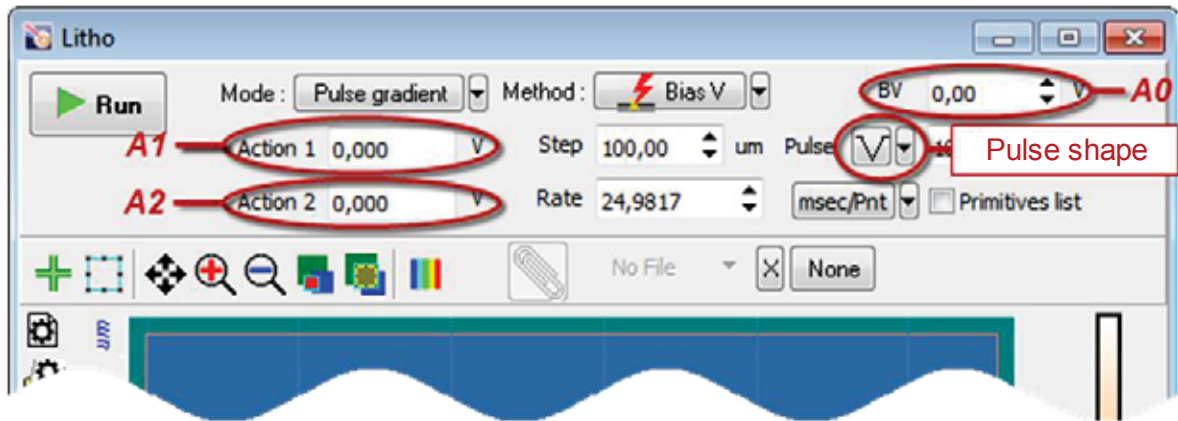 Litho
Run Mode : Pulse gradient Method : Bias V BV 0,00 V A0
A1 Action 1 0,000 V Step 100,00 um Pulse Pulse shape
A2 Action 2 0,000 V Rate 24,9817 msec/Pnt Primitives list
No File X None